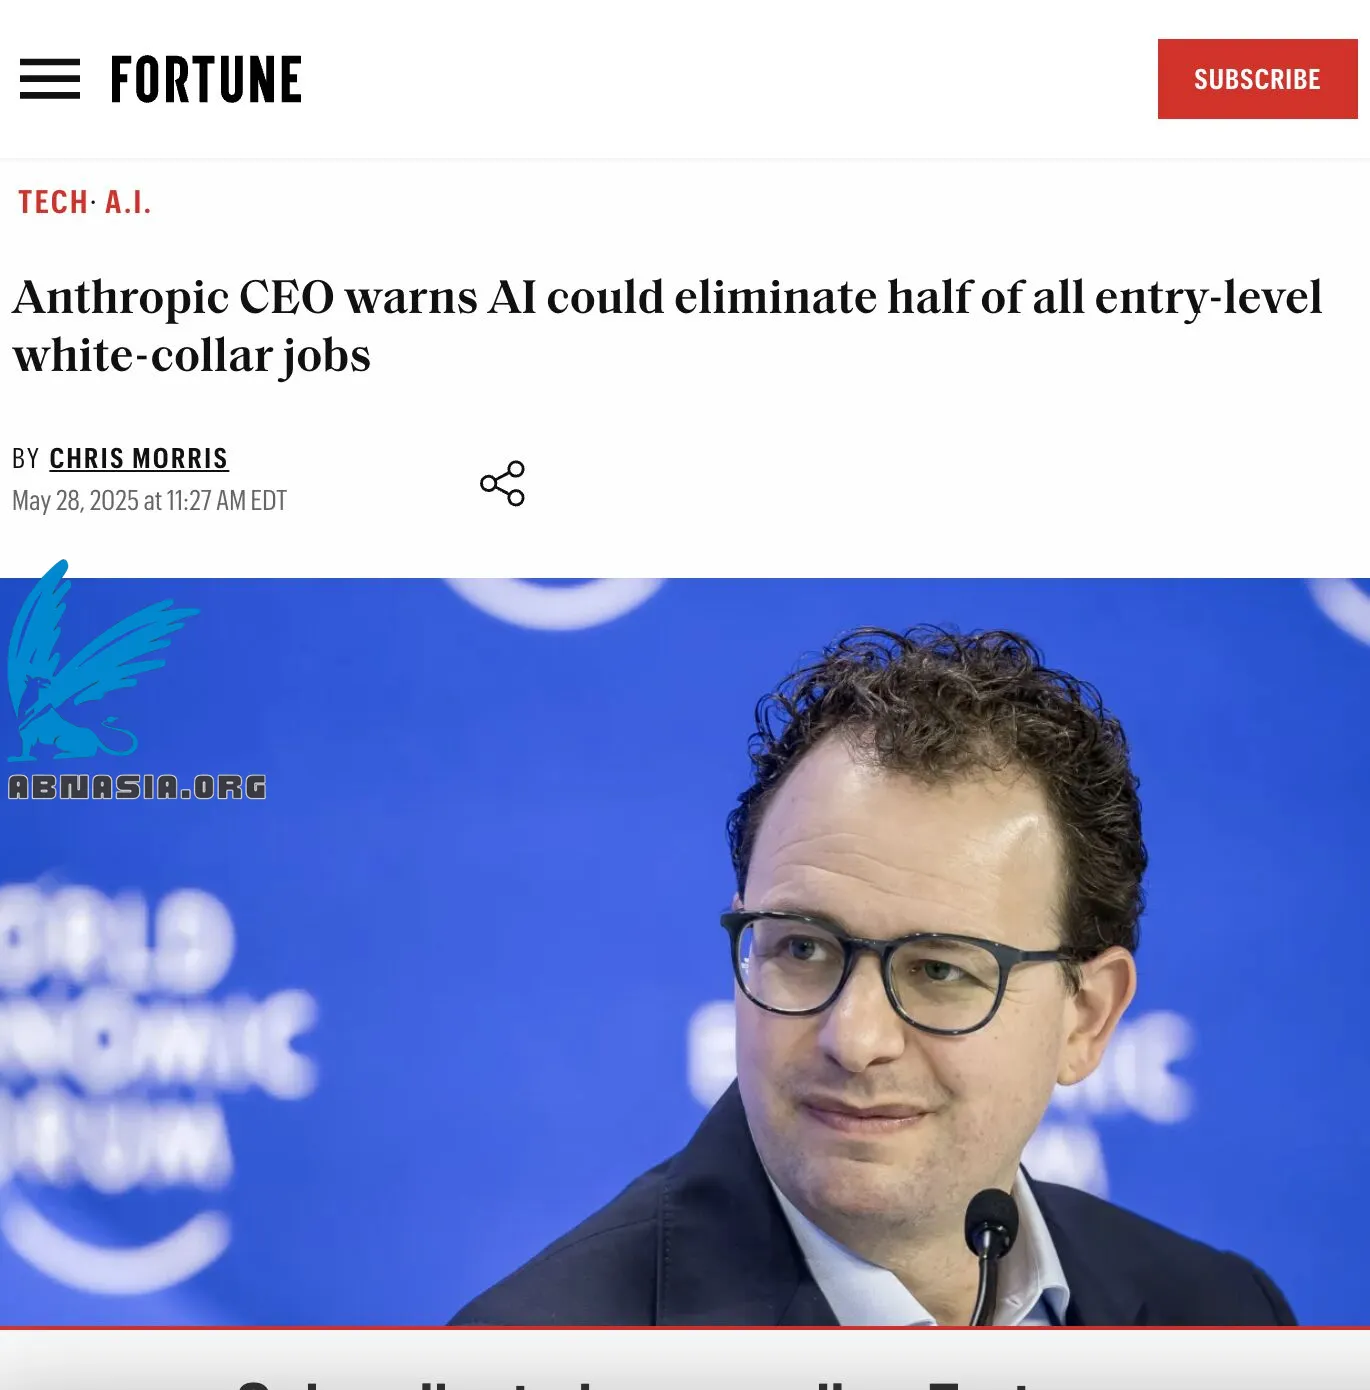 FORTUNE
SUBSCRIBE
TECH· A.I.
Anthropic CEO warns AI could eliminate half of all entry-level
white-collar jobs
BY CHRIS MORRIS
May 28, 2025 at 11:27 AM EDT
ABNASIA.ORG